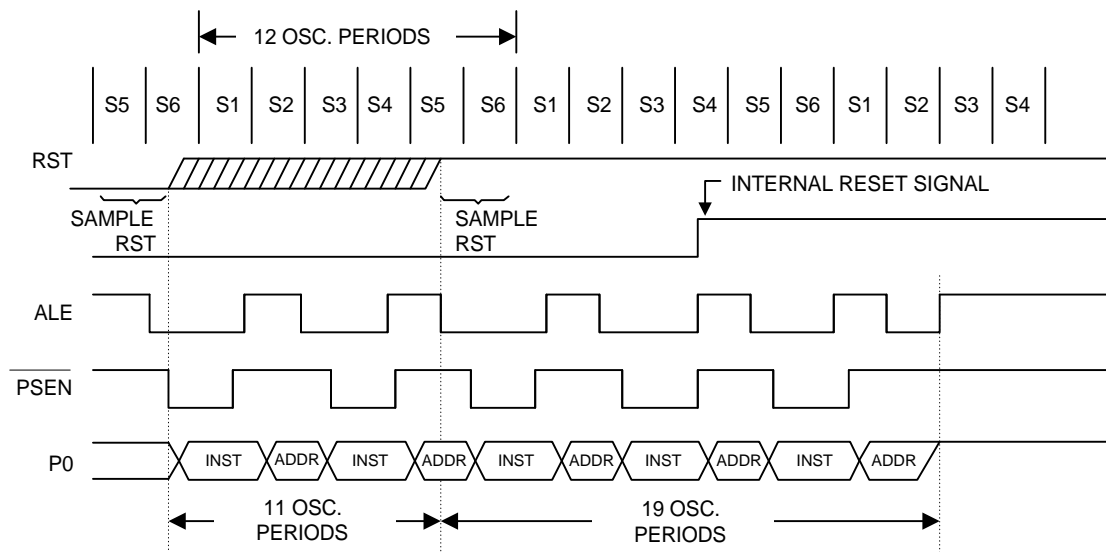 12 OSC. PERIODS
S5 S6 S1 S2 S3 S4 S5 S6 S1 S2 S3 S4 S5 S6 S1 S2 S3 S4
RST
INTERNAL RESET SIGNAL
SAMPLE
RST
SAMPLE
RST
ALE
PSEN
P0
INST ADDR INST ADDR INST ADDR INST ADDR INST ADDR
11 OSC.
PERIODS
19 OSC.
PERIODS